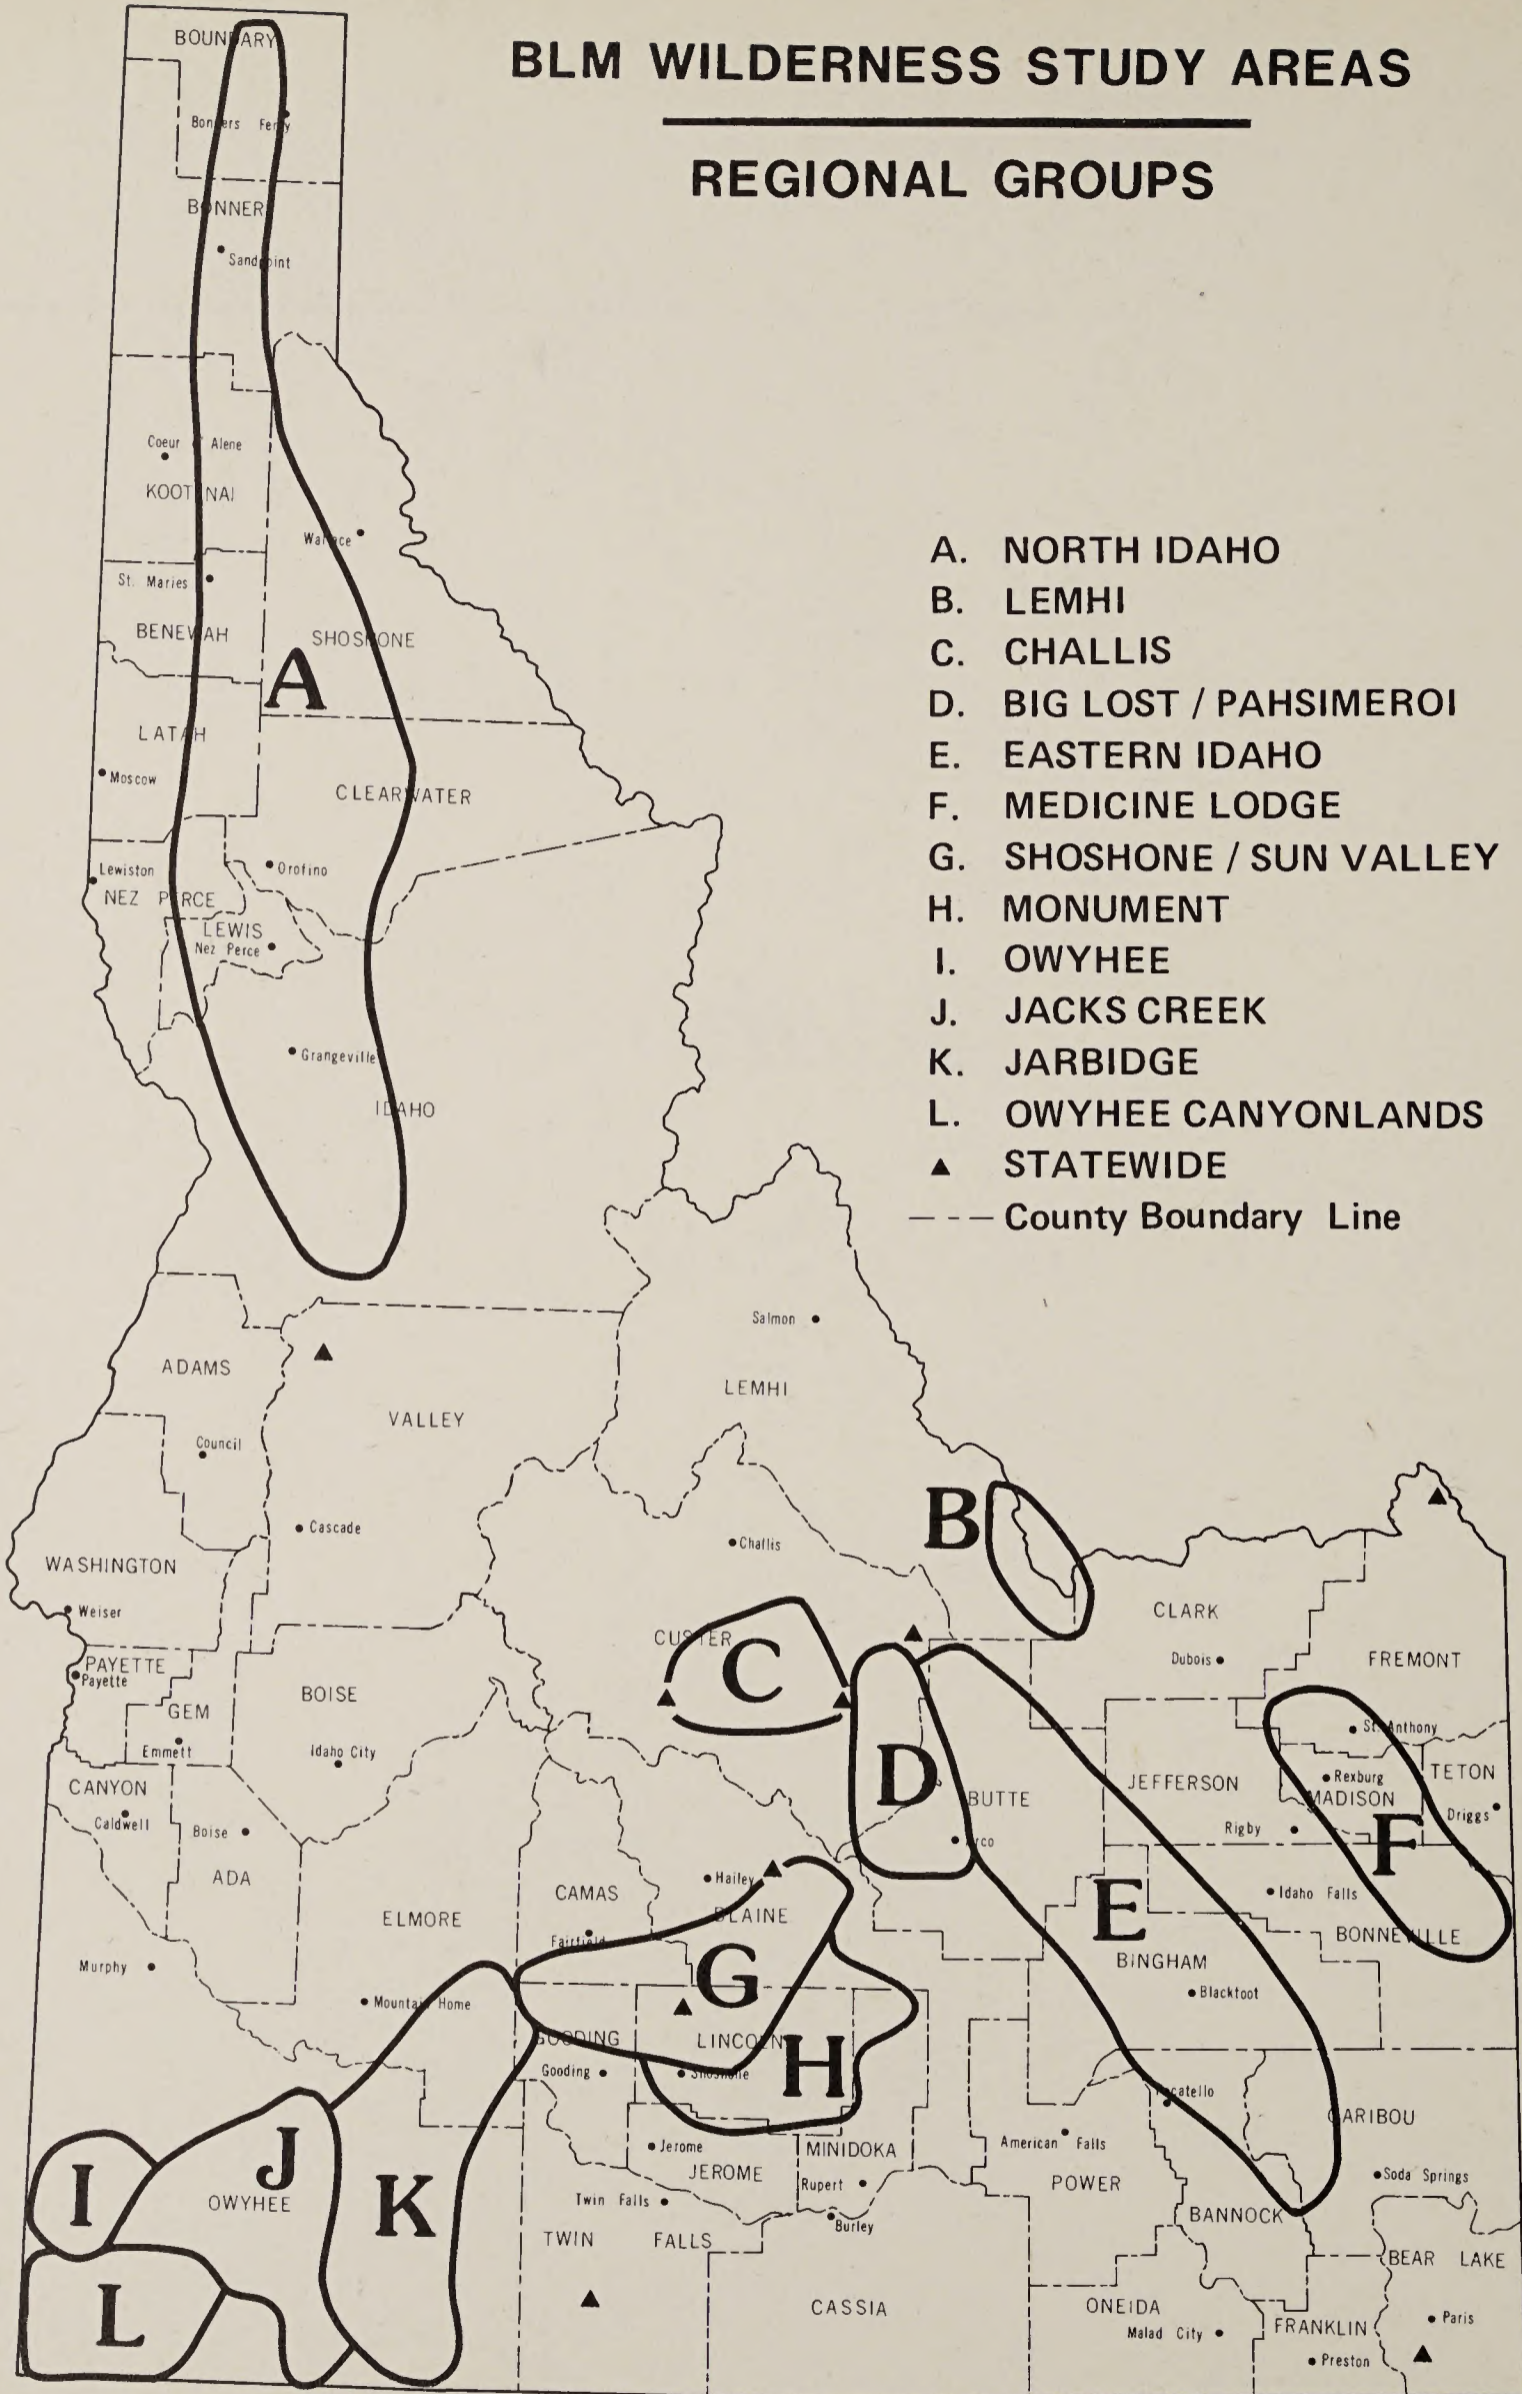 BLM WILDERNESS STUDY AREAS
REGIONAL GROUPS
A. NORTH IDAHO
B. LEMHI
C. CHALLIS
D. BIG LOST / PAHSIMEROI
E. EASTERN IDAHO
F. MEDICINE LODGE
G. SHOSHONE / SUN VALLEY
H. MONUMENT
I. OWYHEE
J. JACKS CREEK
K. JARBIDGE
L. OWYHEE CANYONLANDS
▲ STATEWIDE
County Boundary Line
BOUNDARY
Bonners Ferry
BONNER
Sandpoint
Coeur d'Alene
KOOTENAI
Wallace
St. Maries
BENEWAH
SHOSHONE
A
LATAH
Moscow
CLEARWATER
Orofino
Lewiston
NEZ PERCE
LEWIS
Nez Perce
Grangeville
IDAHO
Salmon
ADAMS
LEMHI
VALLEY
Council
B
Cascade
Challis
WASHINGTON
Weiser
CLARK
CUSTER
C
Dubois
FREMONT
PAYETTE
Payette
BOISE
GEM
St. Anthony
Emmett
Idaho City
D
TETON
Rexburg
JEFFERSON
CANYON
BUTTE
MADISON
Driggs
Caldwell
Boise
Rigby
Arco
F
ADA
Hailey
CAMAS
Idaho Falls
E
BLAINE
ELMORE
Fairfield
BONNEVILLE
BINGHAM
Murphy
G
Blackfoot
Mountain Home
GOODING
LINCOLN
H
Gooding
Shoshone
Pocatello
CARIBOU
J
American Falls
Jerome
MINIDOKA
JEROME
Soda Springs
Rupert
POWER
I
OWYHEE
K
Twin Falls
BANNOCK
Burley
TWIN FALLS
BEAR LAKE
L
CASSIA
ONEIDA
Paris
FRANKLIN
Malad City
Preston